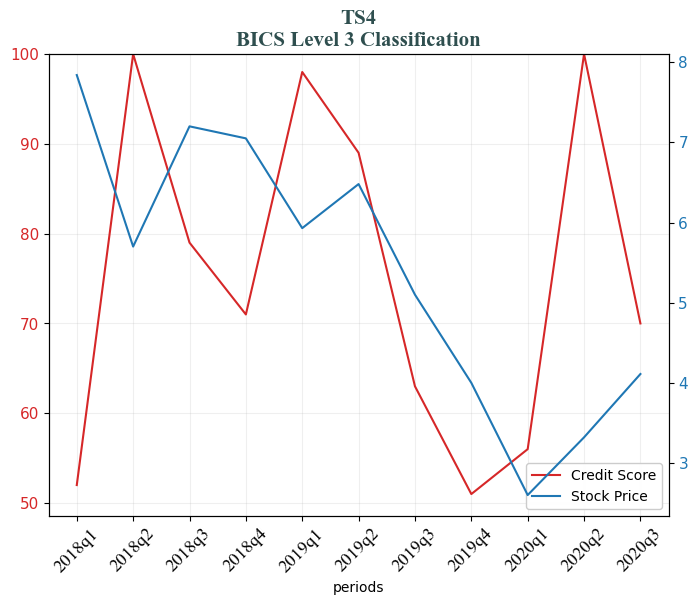 TS4
BICS Level 3 Classification
100
90
80
70
60
50
8
7
6
5
4
3
Credit Score
Stock Price
2018q1
2018q2
2018q3
2018q4
2019q1
2019q2
2019q3
2019q4
2020q1
2020q2
2020q3
periods